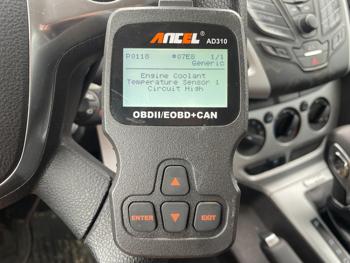 ANCEL
AD310
P0118 *07E8 1/1
Generic
Engine Coolant
Temperature Sensor 1
Circuit High
OBDII/EOBD+CAN
ENTER
EXIT